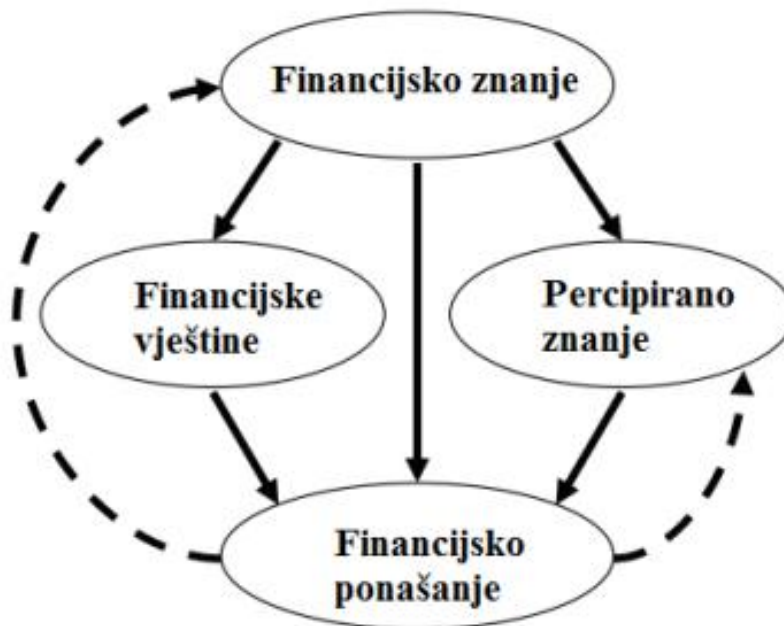 Financijsko znanje
Financijske
vještine
Percipirano
znanje
Financijsko
ponašanje